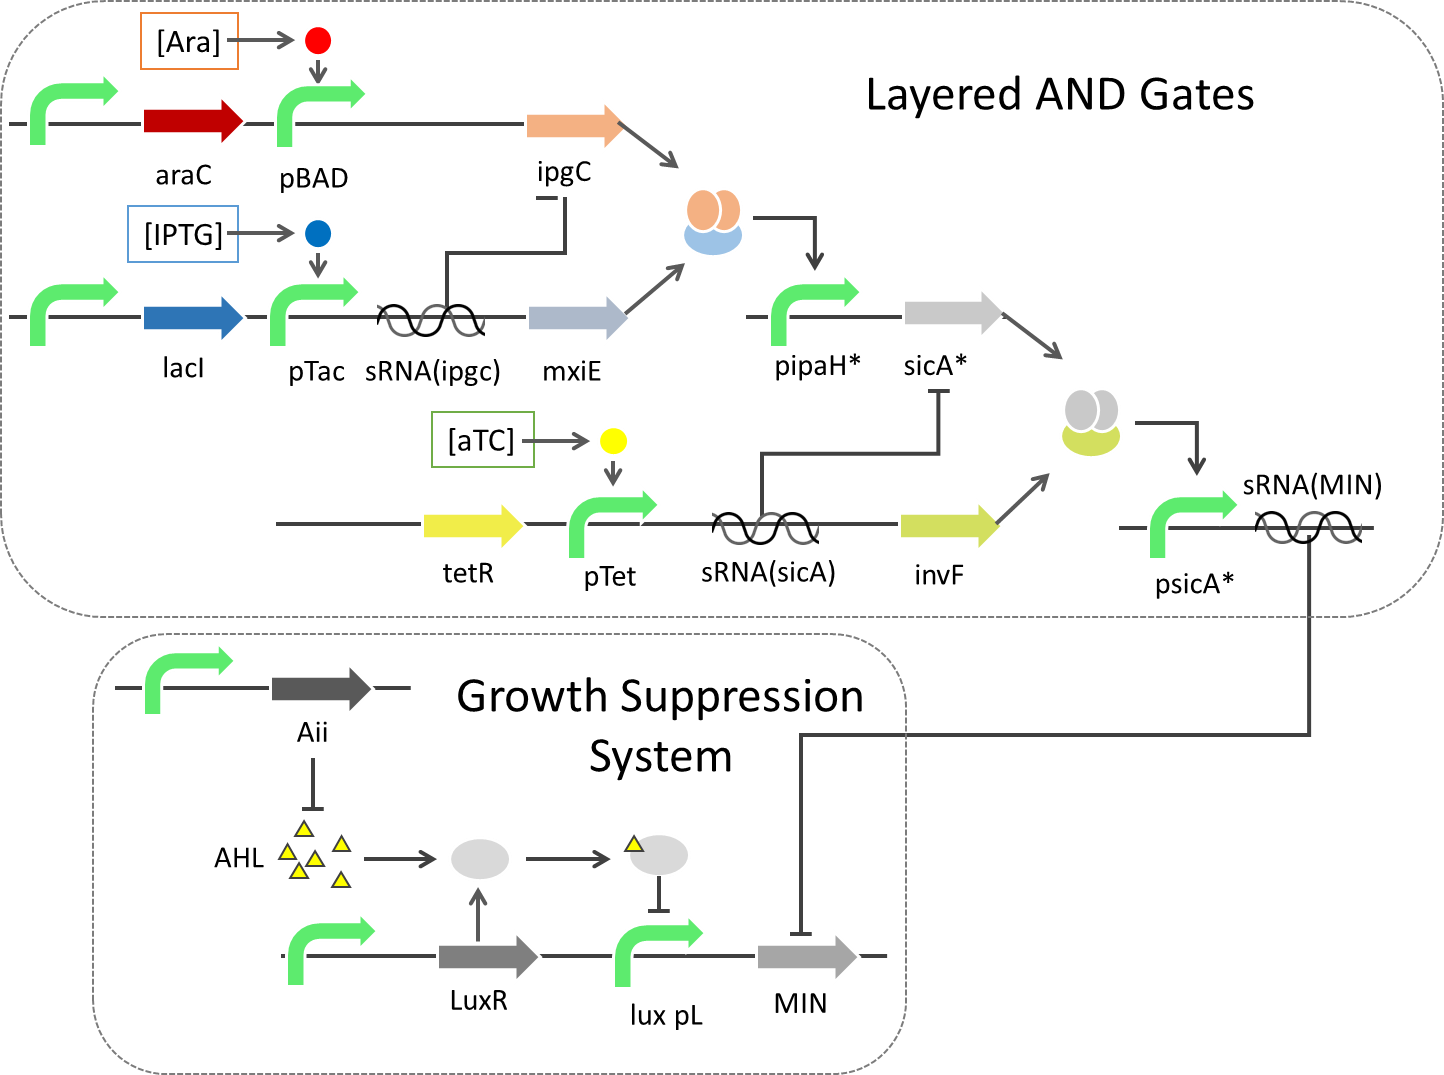 [Ara]
Layered AND Gates
araC
pBAD
ipgC
[IPTG]
lacI
pTac
sRNA(ipgc)
mxiE
pipaH*
sicA*
[aTC]
sRNA(MIN)
tetR
pTet
sRNA(sicA)
invF
psicA*
Growth Suppression
System
Aii
AHL
LuxR
lux pL
MIN